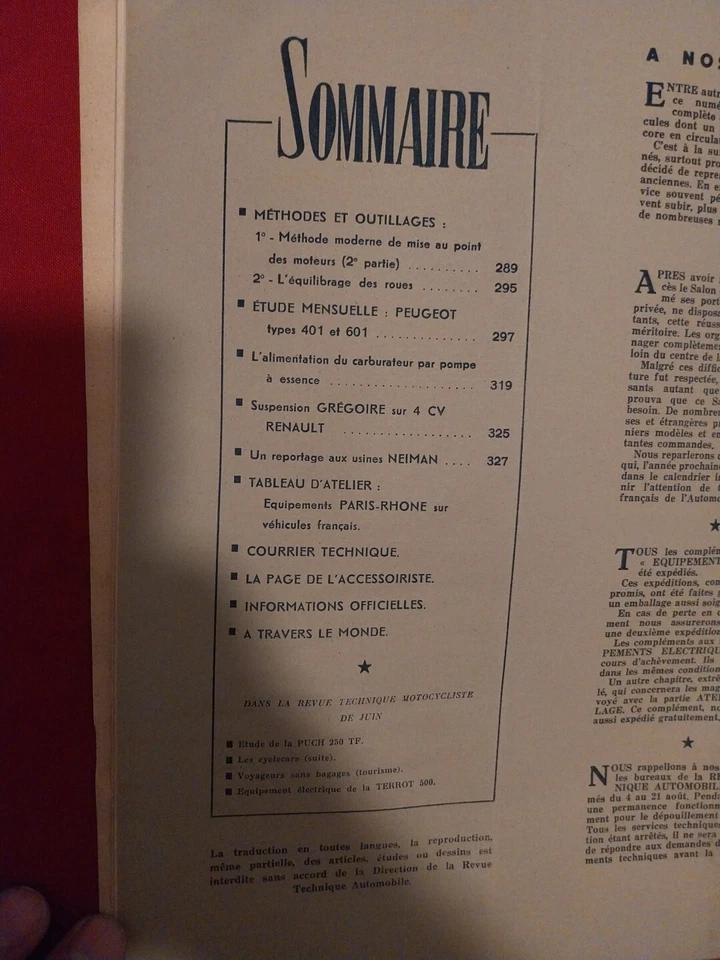 SOMMAIRE
■ MÉTHODES ET OUTILLAGES :
1° - Méthode moderne de mise au point
des moteurs (2e partie) .......... 289
2° - L'équilibrage des roues ........ 295
■ ÉTUDE MENSUELLE : PEUGEOT
types 401 et 601 .............. 297
■ L'alimentation du carburateur par pompe
à essence .................... 319
■ Suspension GRÉGOIRE sur 4 CV
RENAULT .................. 325
■ Un reportage aux usines NEIMAN .... 327
■ TABLEAU D'ATELIER :
Equipements PARIS-RHONE sur
véhicules français.
■ COURRIER TECHNIQUE.
■ LA PAGE DE L'ACCESSOIRISTE.
■ INFORMATIONS OFFICIELLES.
■ A TRAVERS LE MONDE.
★
DANS LA REVUE TECHNIQUE MOTOCYCLISTE
DE JUIN
■ Etude de la PUCH 250 TF.
■ Les cyclecars (suite).
■ Voyageurs sans bagages (tourisme).
■ Equipement électrique de la TERROT 500.
La traduction en toutes langues, la reproduction,
même partielle, des articles, études ou dessins est
interdite sans accord de la Direction de la Revue
Technique Automobile.
A NOS
ENTRE autr
ce numé
complète
cules dont un
core en circula
C'est à la su
nés, surtout pro
décidé de repre
anciennes. En e
vice souvent pé
vent subir, plus
de nombreuses
APRES avoir
cès le Salon
mé ses port
privée, ne dispos
tants, cette réus
méritoire. Les org
nager complèteme
loin du centre de l
Malgré ces diffi
ture fut respectée,
sants autant que
prouva que ce S
besoin. De nombre
ses et étrangères p
niers modèles et e
tantes commandes.
Nous reparlerons
qui, l'année prochain
dans le calendrier i
nir l'attention de
français de l'Automo
★
TOUS les complém
« EQUIPEMENT
été expédiés.
Ces expéditions, con
promis, ont été faites
un emballage aussi soig
En cas de perte en c
ment nous assurerons
une deuxième expédition
Les compléments aux
PEMENTS ELECTRIQU
cours d'achèvement. Ils
dans les mêmes condition
Un autre chapitre, extrê
lé, qui concernera les mag
voyé avec la partie ATE
LAGE. Ce complément, no
aussi expédié gratuitement,
★
NOUS rappellons à nos
les bureaux de la RE
NIQUE AUTOMOBIL
més du 4 au 21 août. Penda
une permanence fonctionn
ment pour le dépouillement
Tous les services technique
tion étant arrêtés, il ne sera
de répondre aux demandes d
ments techniques avant la